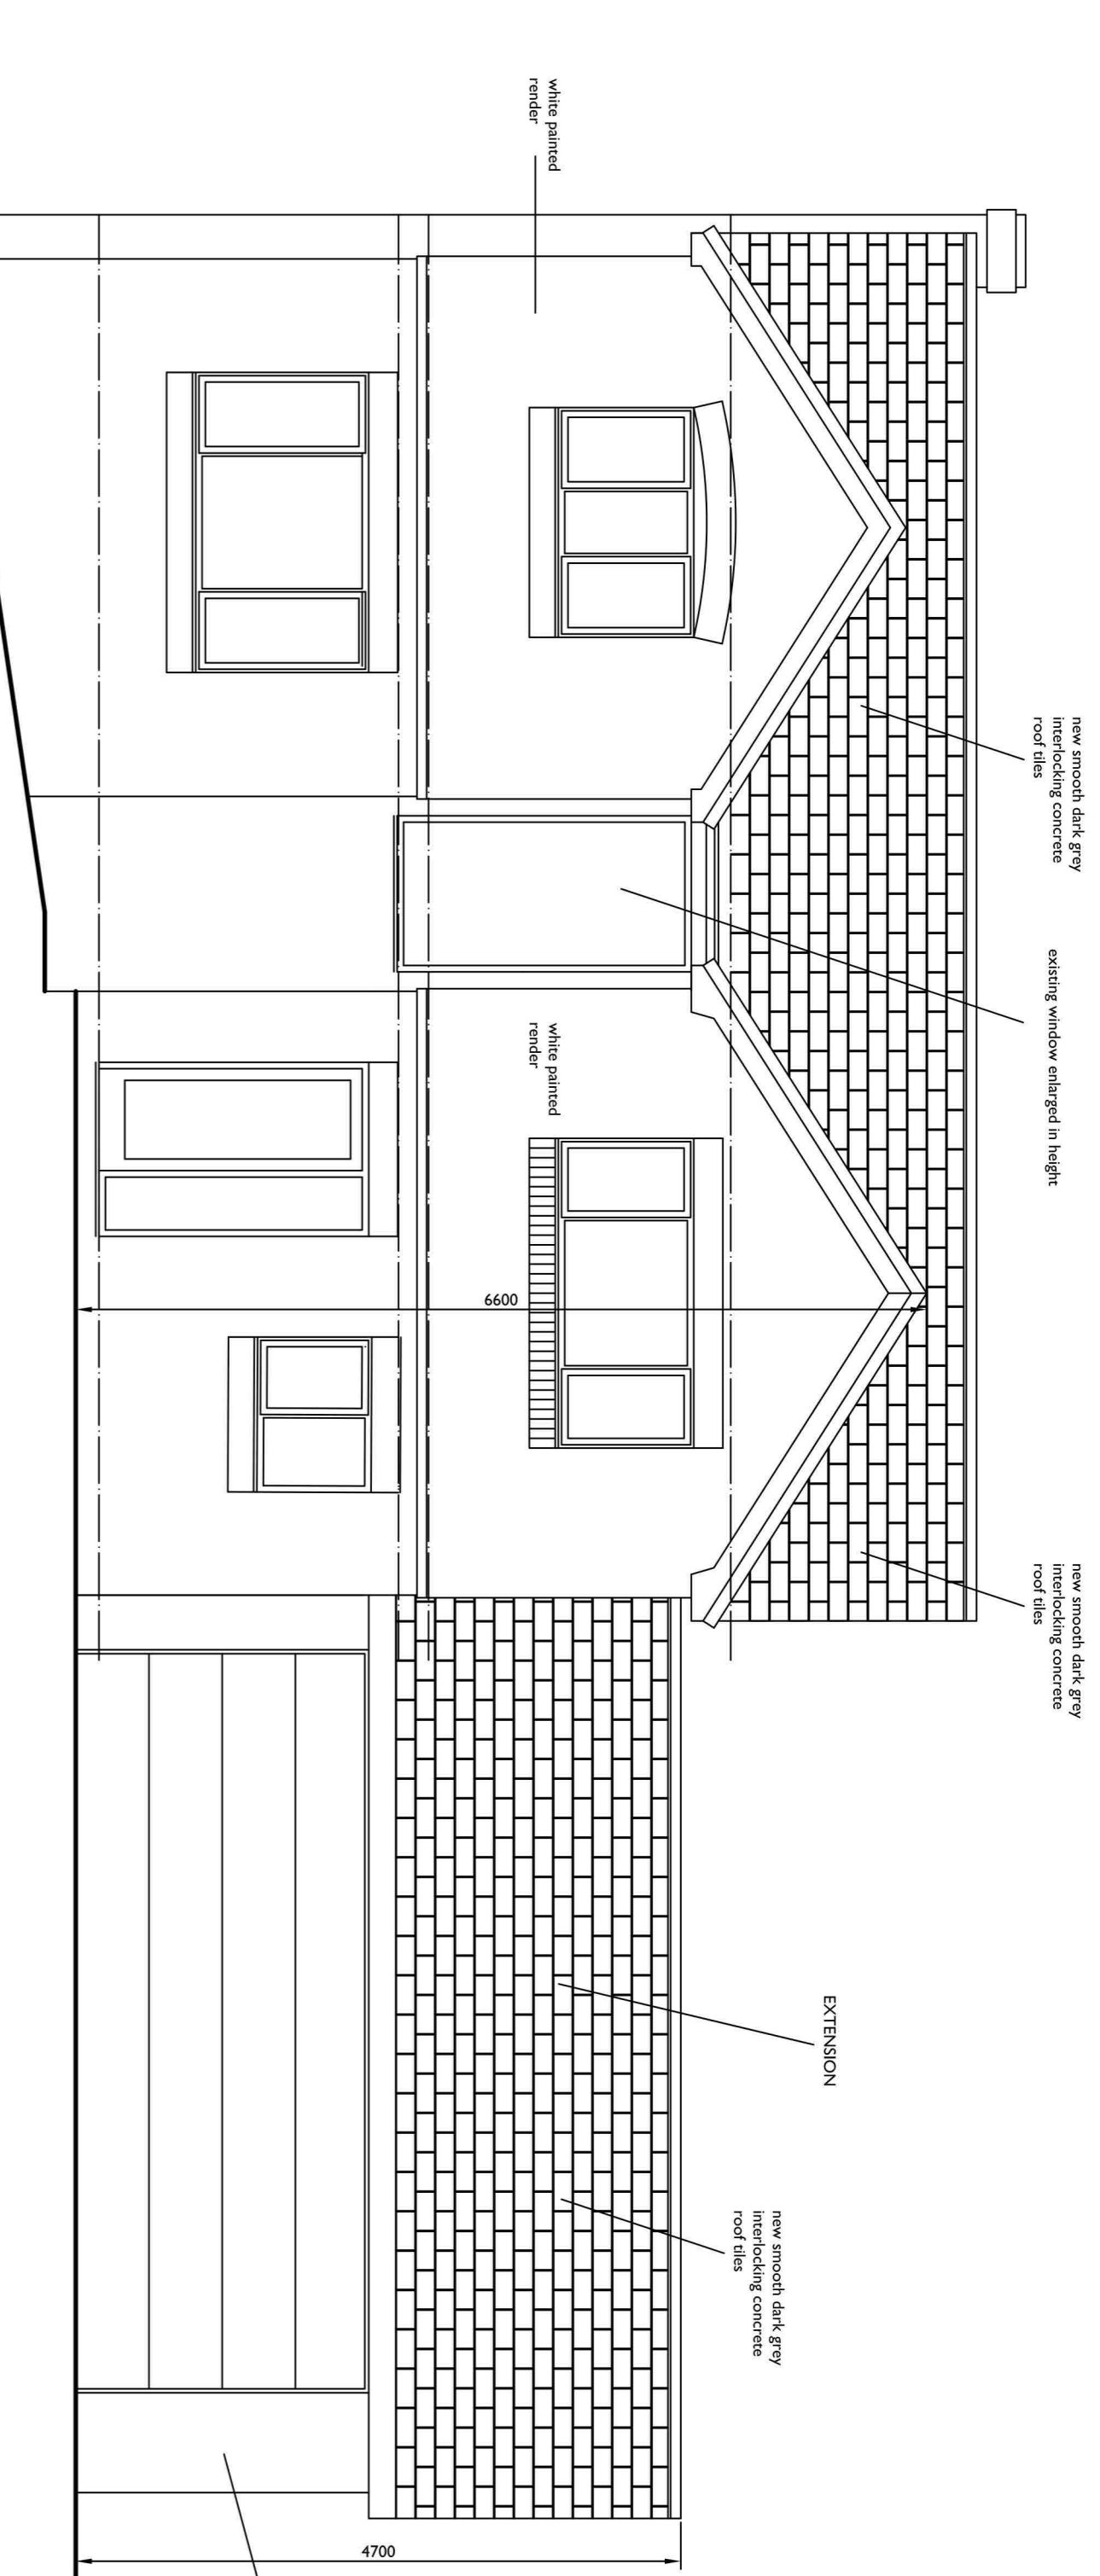 white painted
render
new smooth dark grey
interlocking concrete
roof tiles
existing window enlarged in height
white painted
render
6600
new smooth dark grey
interlocking concrete
roof tiles
EXTENSION
new smooth dark grey
interlocking concrete
roof tiles
4700